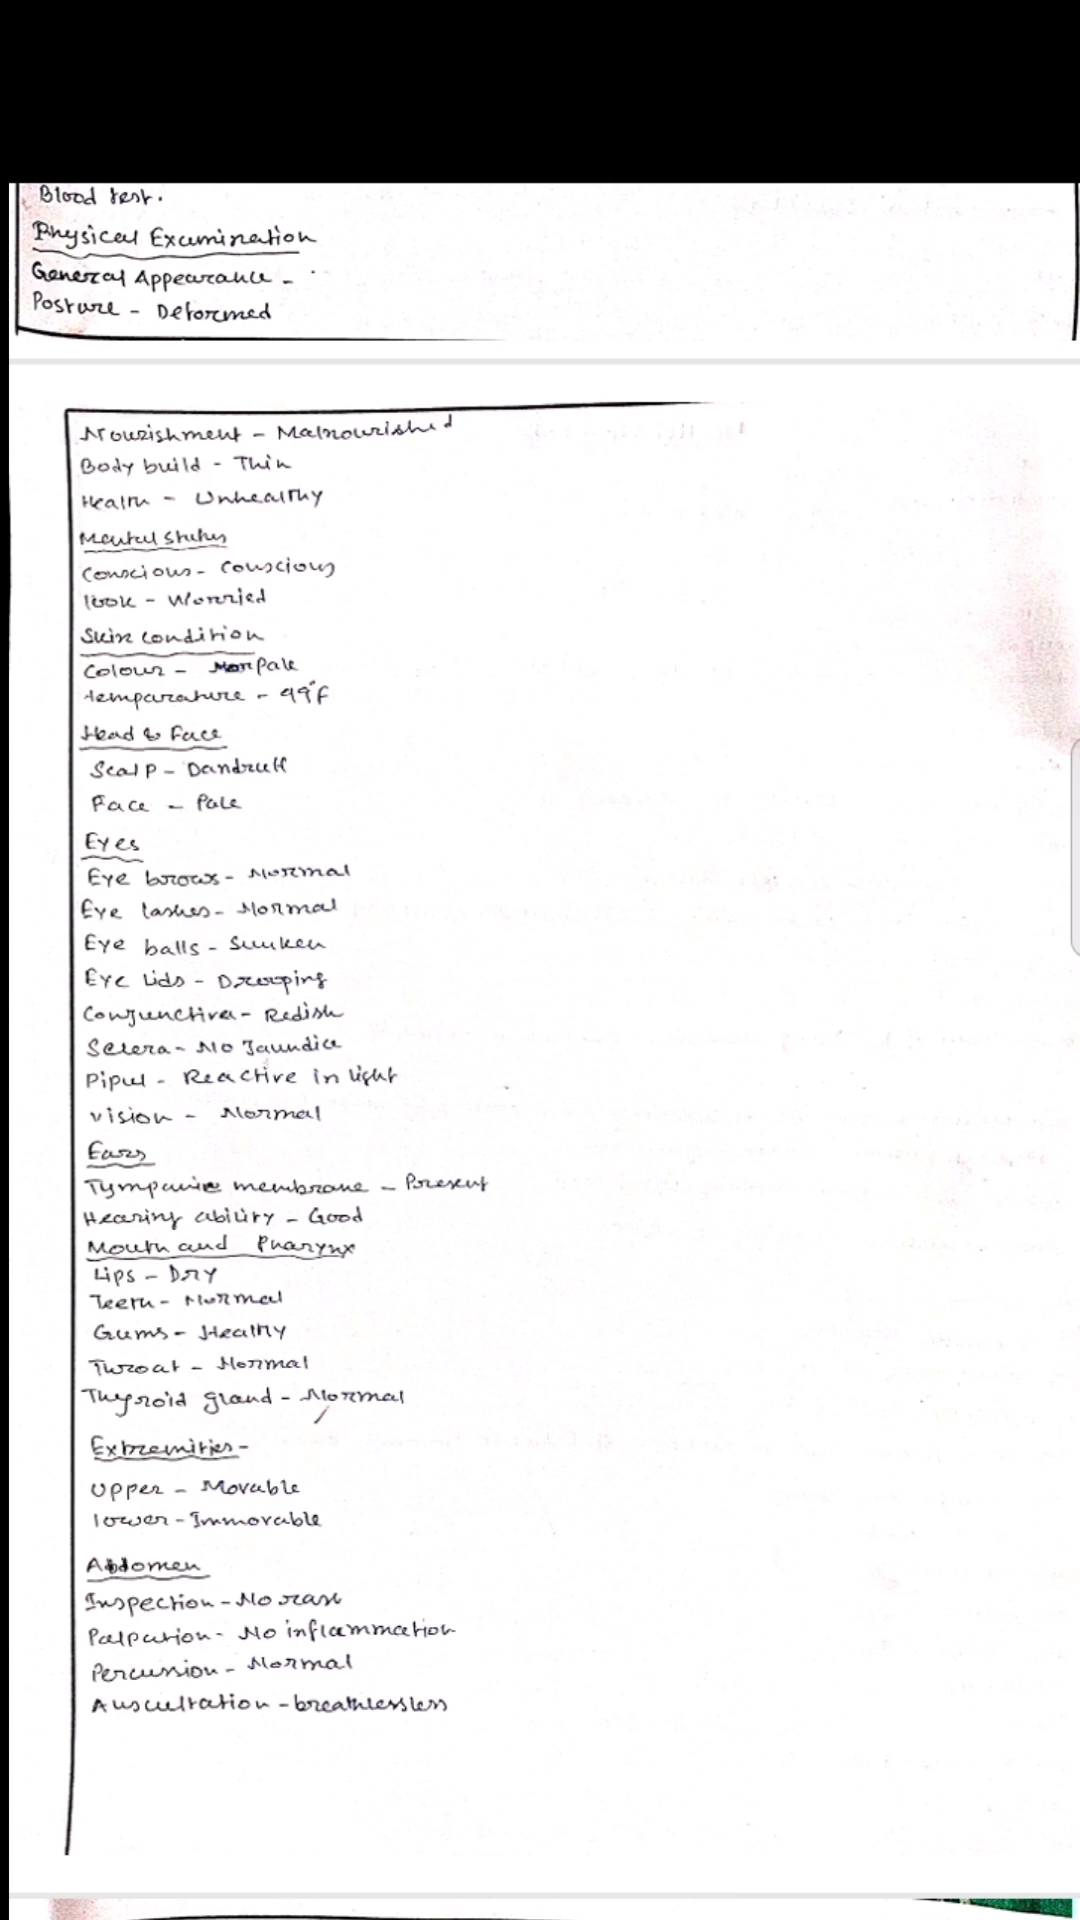 Blood test.
Physical Examination
General Appearance -
Posture - Deformed
Nourishment - Malnourished
Body build - Thin
Health - Unhealthy
Mental status
Conscious - Conscious
look - Worried
Skin condition
Colour - Pale
temparature - 99°F
Head & Face
Scalp - Dandruff
Face - Pale
Eyes
Eye brows - Normal
Eye lashes - Normal
Eye balls - Sunken
Eye lids - Drooping
Conjunctiva - Redish
Sclera - No Jaundice
Pipul - Reactive in light
vision - Normal
Ears
Tympanic membrane - Present
Hearing ability - Good
Mouth and Pharynx
Lips - Dry
Teeth - Normal
Gums - Healthy
Throat - Normal
Thyroid gland - Normal
Extremities -
Upper - Movable
lower - Immovable
Abdomen
Inspection - No rash
Palpation - No inflammation
Percussion - Normal
Auscultation - breathlessless